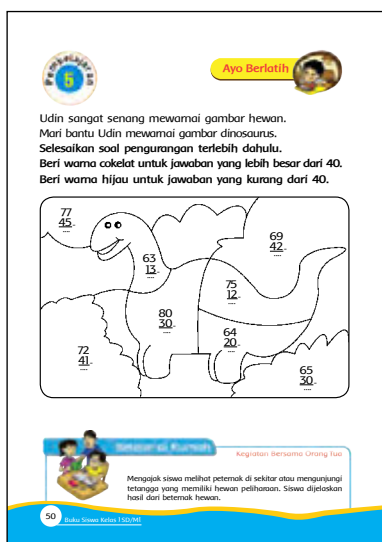 Pembelajaran
5
Ayo Berlatih
Udin sangat senang mewarnai gambar hewan.
Mari bantu Udin mewarnai gambar dinosaurus.
Selesaikan soal pengurangan terlebih dahulu.
Beri warna cokelat untuk jawaban yang lebih besar dari 40.
Beri warna hijau untuk jawaban yang kurang dari 40.
77
45-
....
69
42-
....
63
13-
....
75
12-
....
80
30-
....
64
20-
....
72
41-
....
65
30-
....
Belajar di Rumah
Kegiatan Bersama Orang Tua
Mengajak siswa melihat peternak di sekitar atau mengunjungi
tetangga yang memiliki hewan peliharaan. Siswa dijelaskan
hasil dari beternak hewan.
50
Buku Siswa Kelas 1 SD/MI